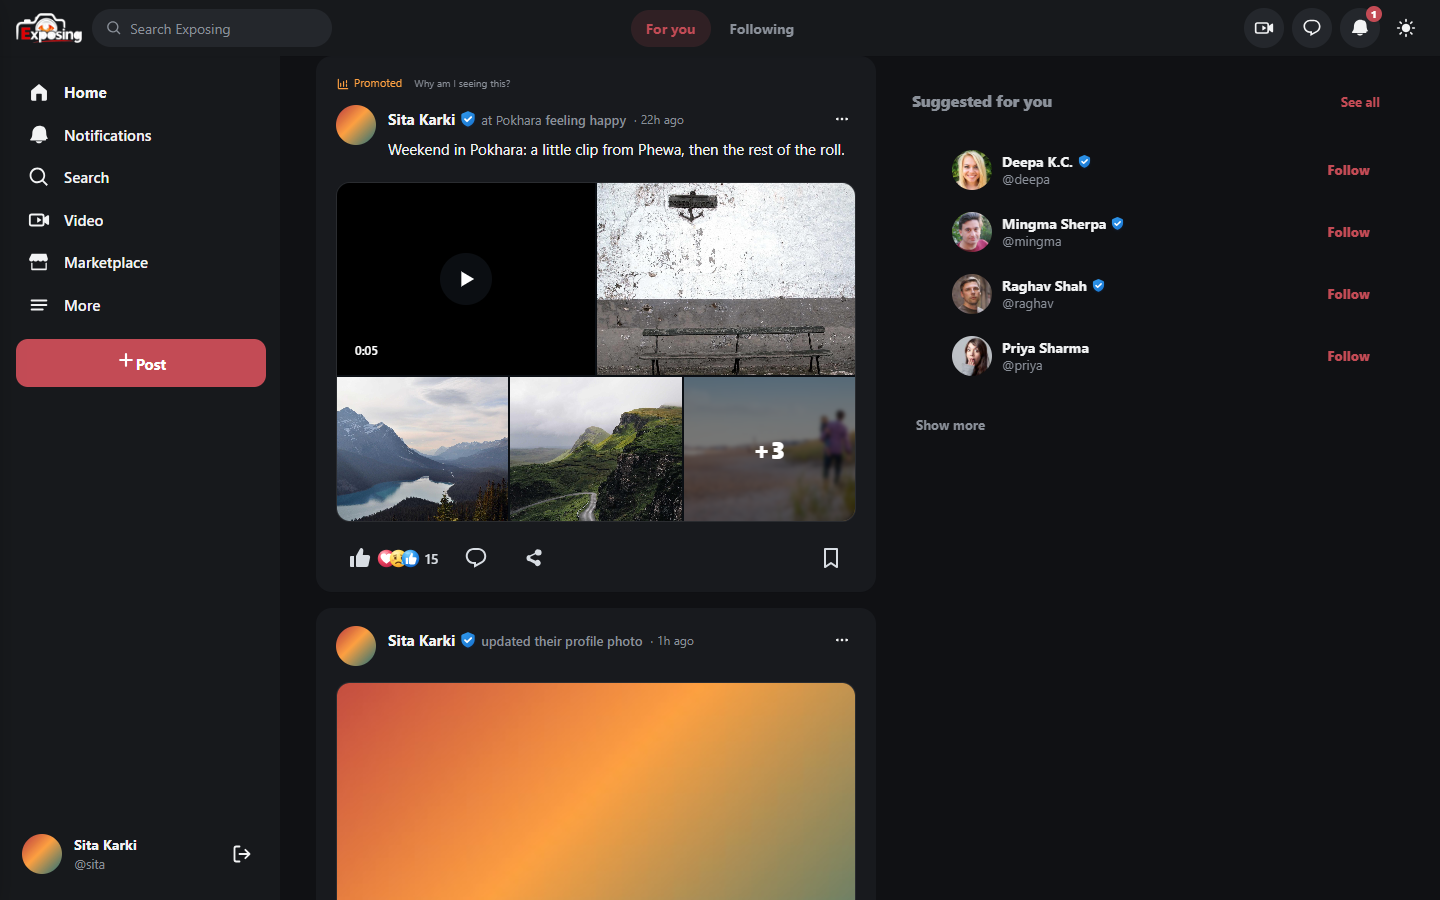 Exposing
Search Exposing
For you
Following
1
Home
Notifications
Search
Video
Marketplace
More
Post
Sita Karki
@sita
Promoted Why am I seeing this?
Sita Karki at Pokhara feeling happy · 22h ago
Weekend in Pokhara: a little clip from Phewa, then the rest of the roll.
0:05
+3
15
Sita Karki updated their profile photo · 1h ago
Suggested for you
See all
Deepa K.C.
@deepa
Follow
Mingma Sherpa
@mingma
Follow
Raghav Shah
@raghav
Follow
Priya Sharma
@priya
Follow
Show more